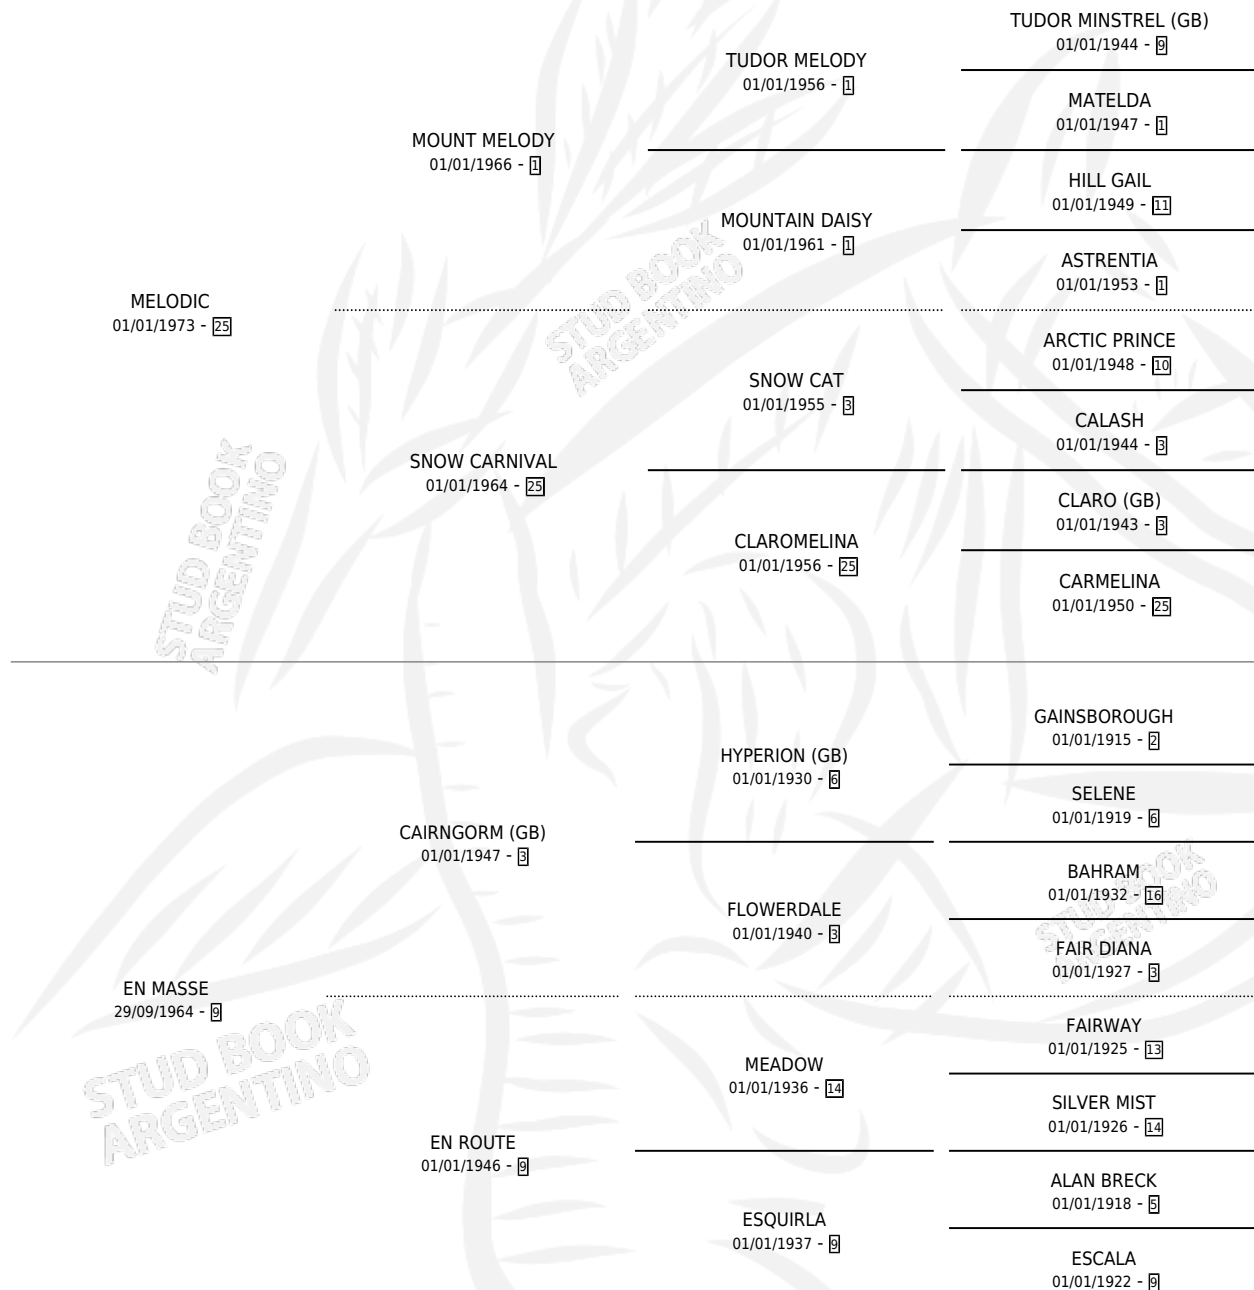 TUDOR MINSTREL (GB)
01/01/1944 - 9
TUDOR MELODY
01/01/1956 - 1
MATELDA
01/01/1947 - 1
MOUNT MELODY
01/01/1966 - 1
HILL GAIL
01/01/1949 - 11
MOUNTAIN DAISY
01/01/1961 - 1
ASTRENTIA
01/01/1953 - 1
MELODIC
01/01/1973 - 25
ARCTIC PRINCE
01/01/1948 - 10
SNOW CAT
01/01/1955 - 3
CALASH
01/01/1944 - 3
SNOW CARNIVAL
01/01/1964 - 25
CLARO (GB)
01/01/1943 - 3
CLAROMELINA
01/01/1956 - 25
CARMELINA
01/01/1950 - 25
GAINSBOROUGH
01/01/1915 - 2
HYPERION (GB)
01/01/1930 - 6
SELENE
01/01/1919 - 6
CAIRNGORM (GB)
01/01/1947 - 3
BAHRAM
01/01/1932 - 16
FLOWERDALE
01/01/1940 - 3
FAIR DIANA
01/01/1927 - 3
EN MASSE
29/09/1964 - 9
FAIRWAY
01/01/1925 - 13
MEADOW
01/01/1936 - 14
SILVER MIST
01/01/1926 - 14
EN ROUTE
01/01/1946 - 9
ALAN BRECK
01/01/1918 - 5
ESQUIRLA
01/01/1937 - 9
ESCALA
01/01/1922 - 9
STUD BOOK
ARGENTINO
STUD BOOK
ARGENTINO
STUD BOOK
ARGENTINO
STUD BOOK
ARGENTINO